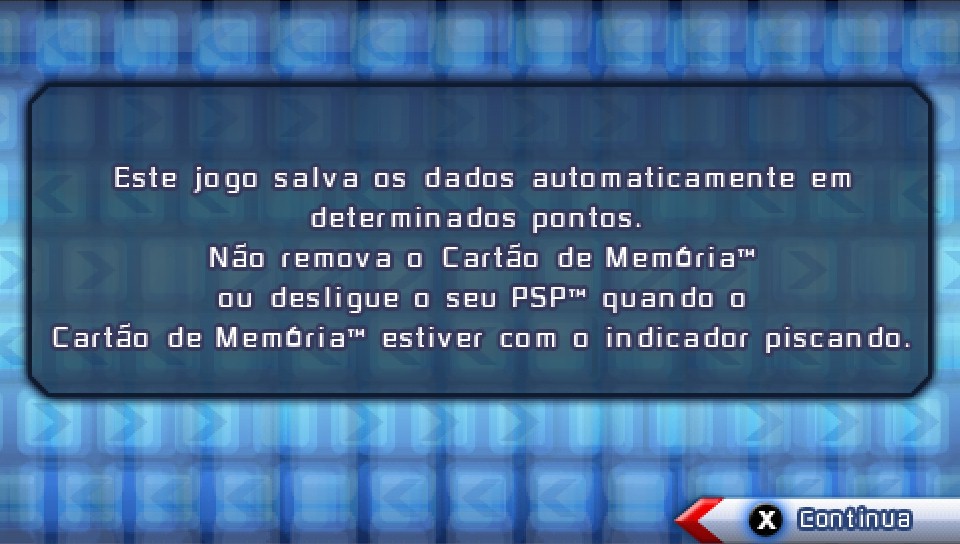 Este jogo salva os dados automaticamente em
determinados pontos.
Não remova o Cartão de Memória™
ou desligue o seu PSP™ quando o
Cartão de Memória™ estiver com o indicador piscando.
X Continua